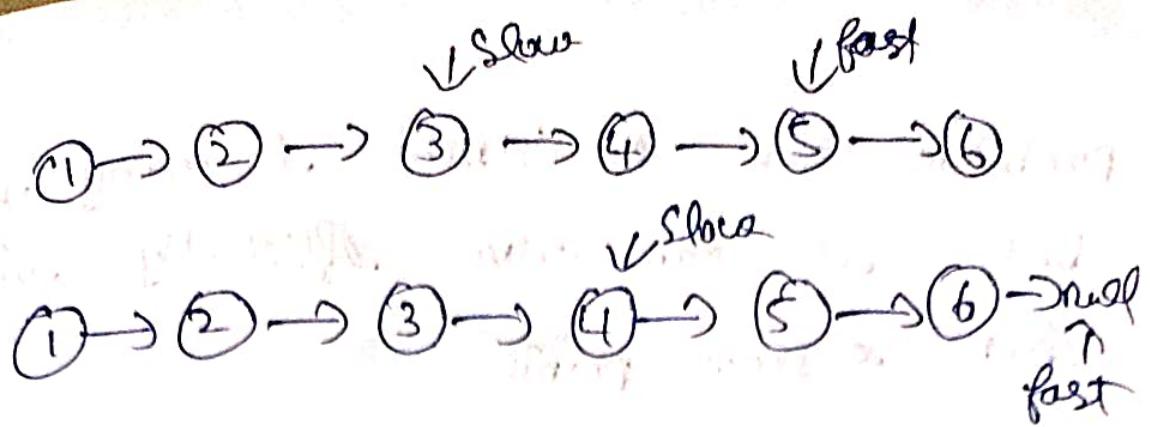 ↓ Slow ↓ fast
① → ② → ③ → ④ → ⑤ → ⑥
↓ Slow
① → ② → ③ → ④ → ⑤ → ⑥ → null
↑
fast